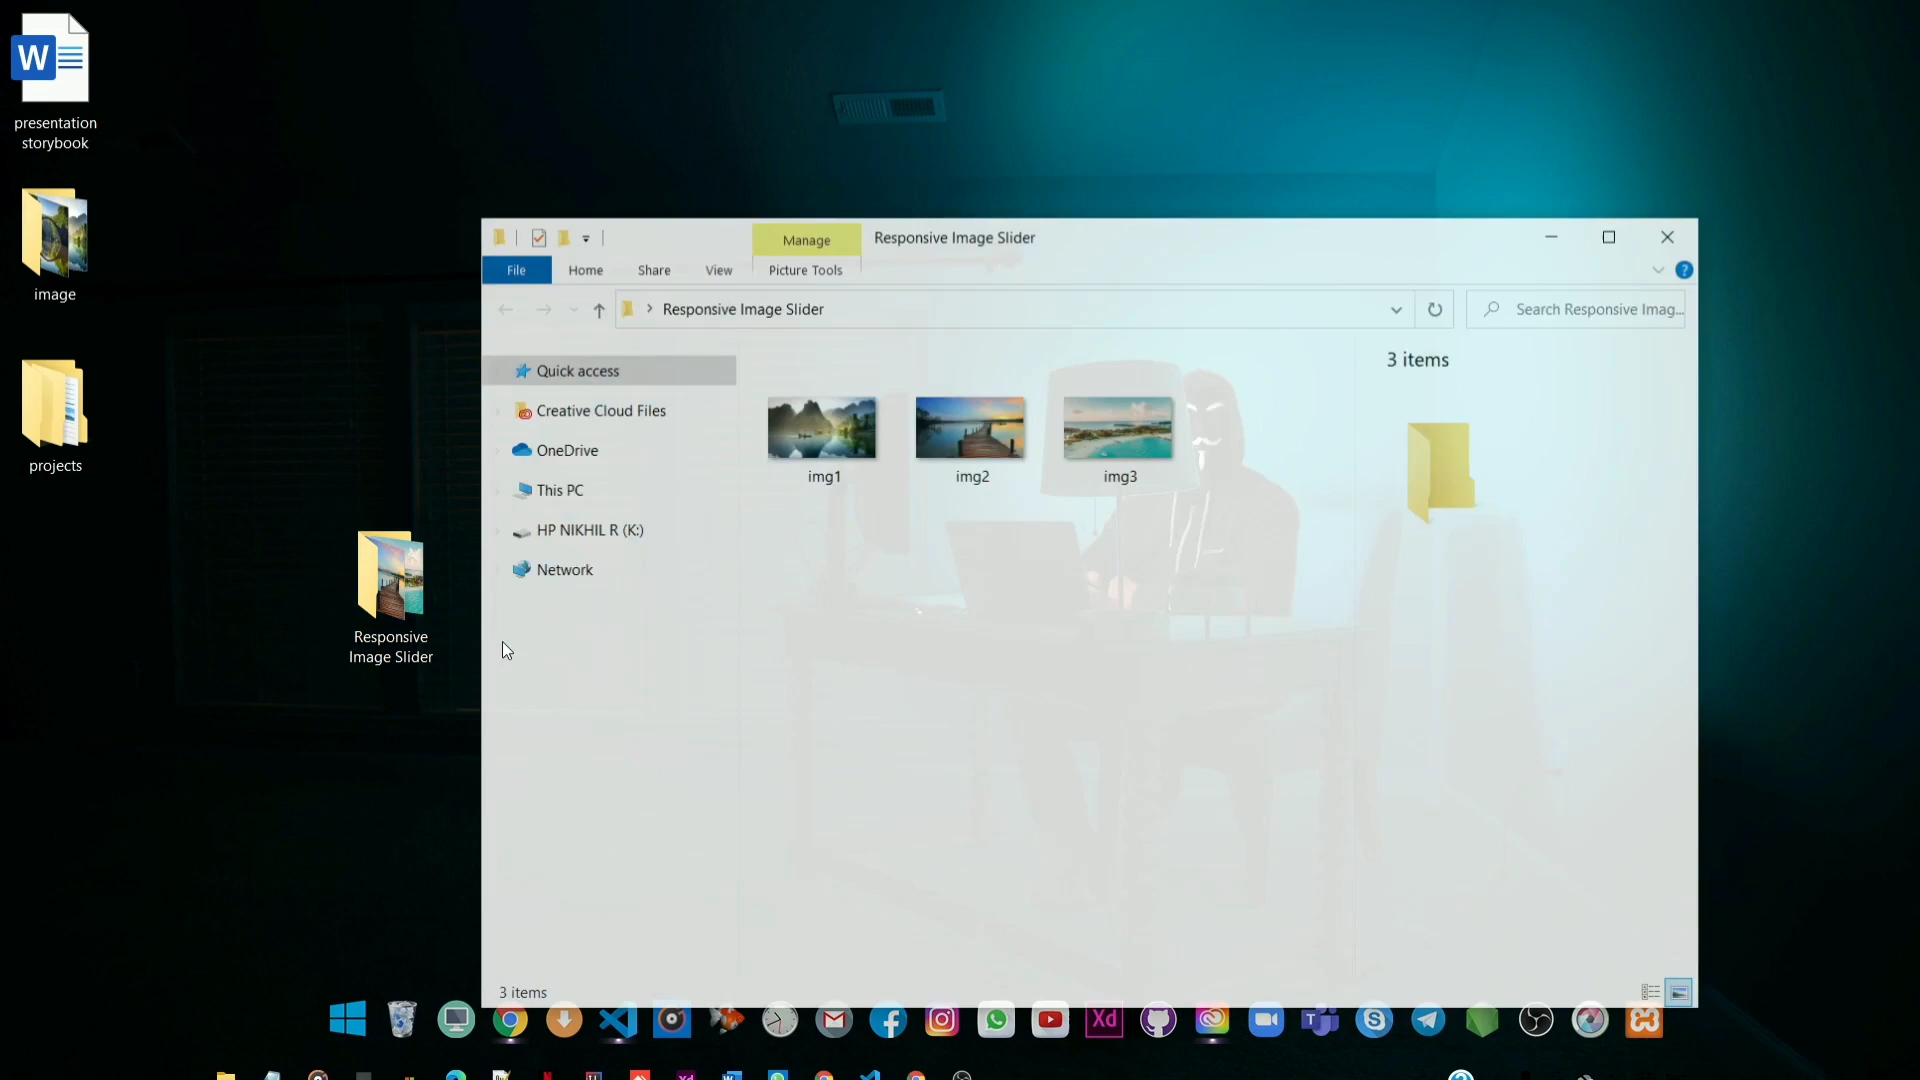 W
presentation
storybook
image
projects
Responsive
Image Slider
Manage
Responsive Image Slider
File
Home
Share
View
Picture Tools
?
Responsive Image Slider
Search Responsive Imag...
Quick access
Creative Cloud Files
OneDrive
This PC
HP NIKHIL R (K:)
Network
img1
img2
img3
3 items
3 items
Xd
T
S